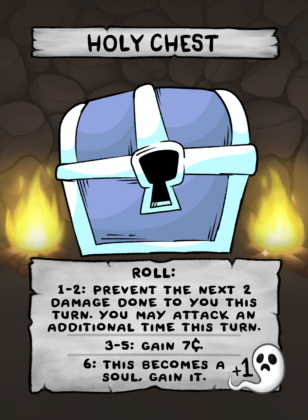 HOLY CHEST
ROLL:
1-2: PREVENT THE NEXT 2
DAMAGE DONE TO YOU THIS
TURN. YOU MAY ATTACK AN
ADDITIONAL TIME THIS TURN.
3-5: GAIN 7¢.
6: THIS BECOMES A
SOUL. GAIN IT.
+1